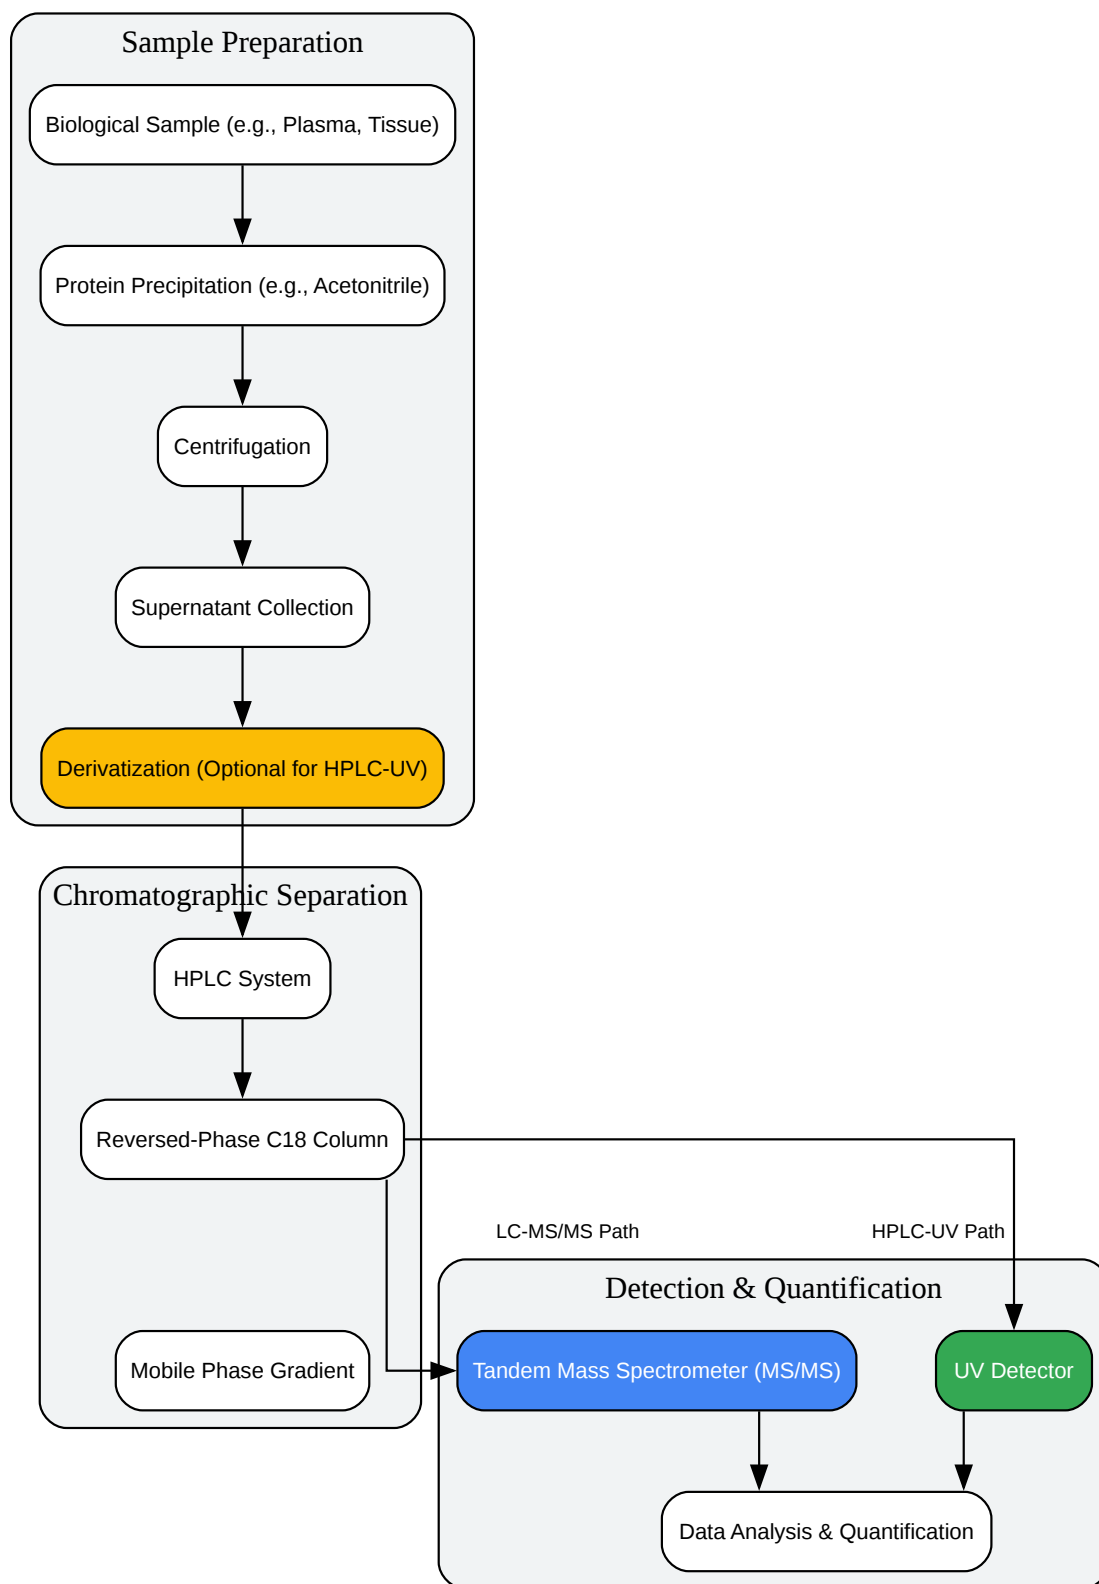 Sample Preparation
Biological Sample (e.g., Plasma, Tissue)
Protein Precipitation (e.g., Acetonitrile)
Centrifugation
Supernatant Collection
Derivatization (Optional for HPLC-UV)
Chromatographic Separation
HPLC System
Reversed-Phase C18 Column
LC-MS/MS Path
HPLC-UV Path
Detection & Quantification
Mobile Phase Gradient
Tandem Mass Spectrometer (MS/MS)
UV Detector
Data Analysis & Quantification